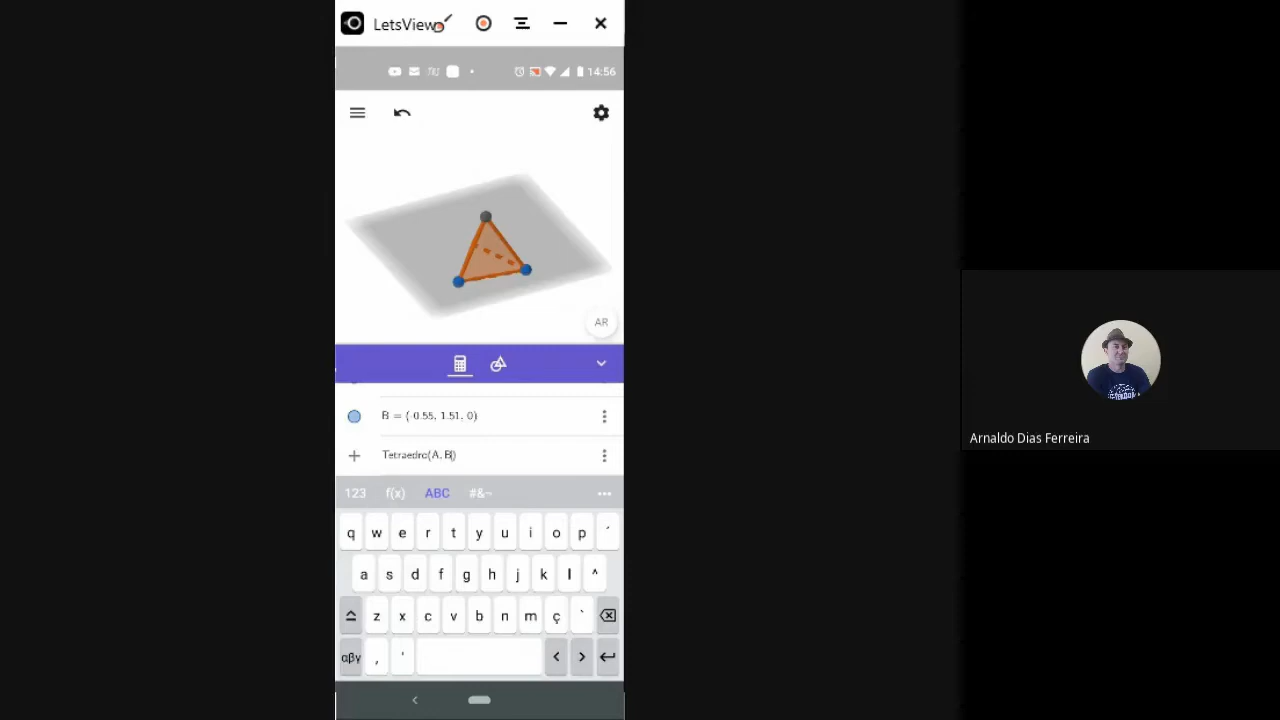 LetsView
14:56
AR
B = (-0.55, 1.51, 0)
Tetraedro(A, B)
123 f(x) ABC #&¬
q w e r t y u i o p ´
a s d f g h j k l ^
z x c v b n m ç `
αβγ , '
Arnaldo Dias Ferreira